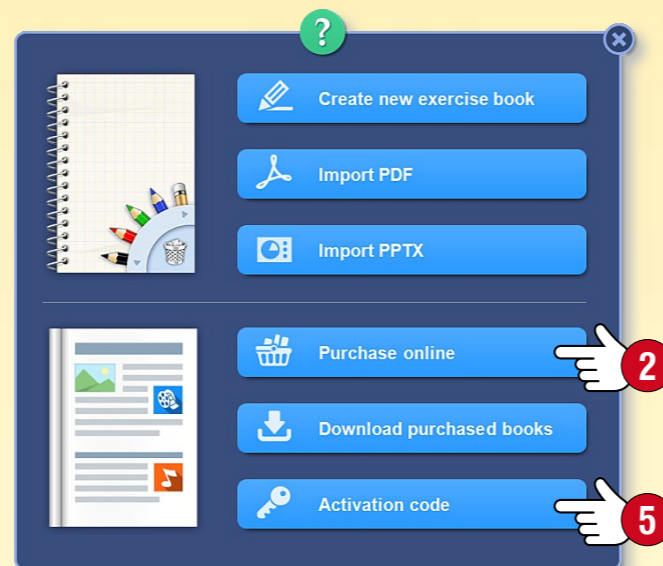 ?
Create new exercise book
Import PDF
Import PPTX
Purchase online
2
Download purchased books
Activation code
5